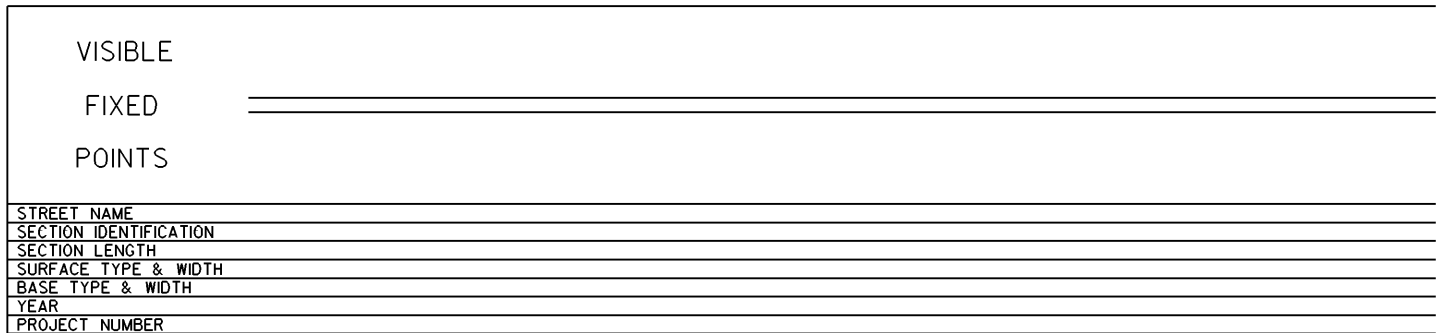 VISIBLE
FIXED
POINTS
STREET NAME
SECTION IDENTIFICATION
SECTION LENGTH
SURFACE TYPE & WIDTH
BASE TYPE & WIDTH
YEAR
PROJECT NUMBER